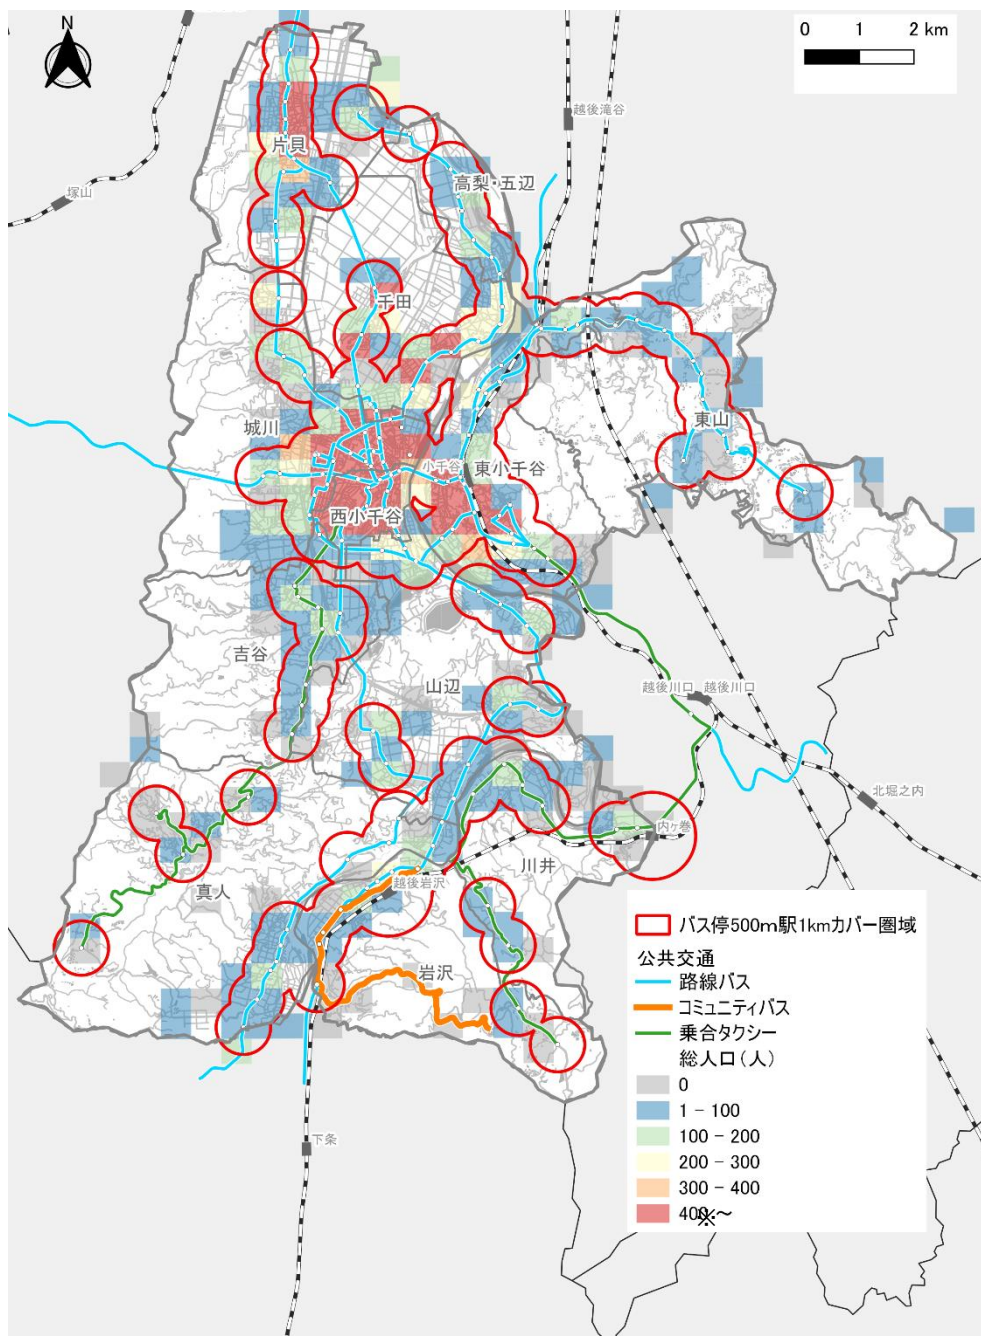 N
0 1 2 km
越後滝谷
片貝
高梨・五辺
塚山
千田
東山
城川
小千谷
東小千谷
西小千谷
吉谷
山辺
越後川口
越後川口
北堀之内
内ヶ巻
川井
真人
越後岩沢
岩沢
下条
バス停500m駅1kmカバー圏域
公共交通
路線バス
コミュニティバス
乗合タクシー
総人口(人)
0
1 - 100
100 - 200
200 - 300
300 - 400
400 ~
※